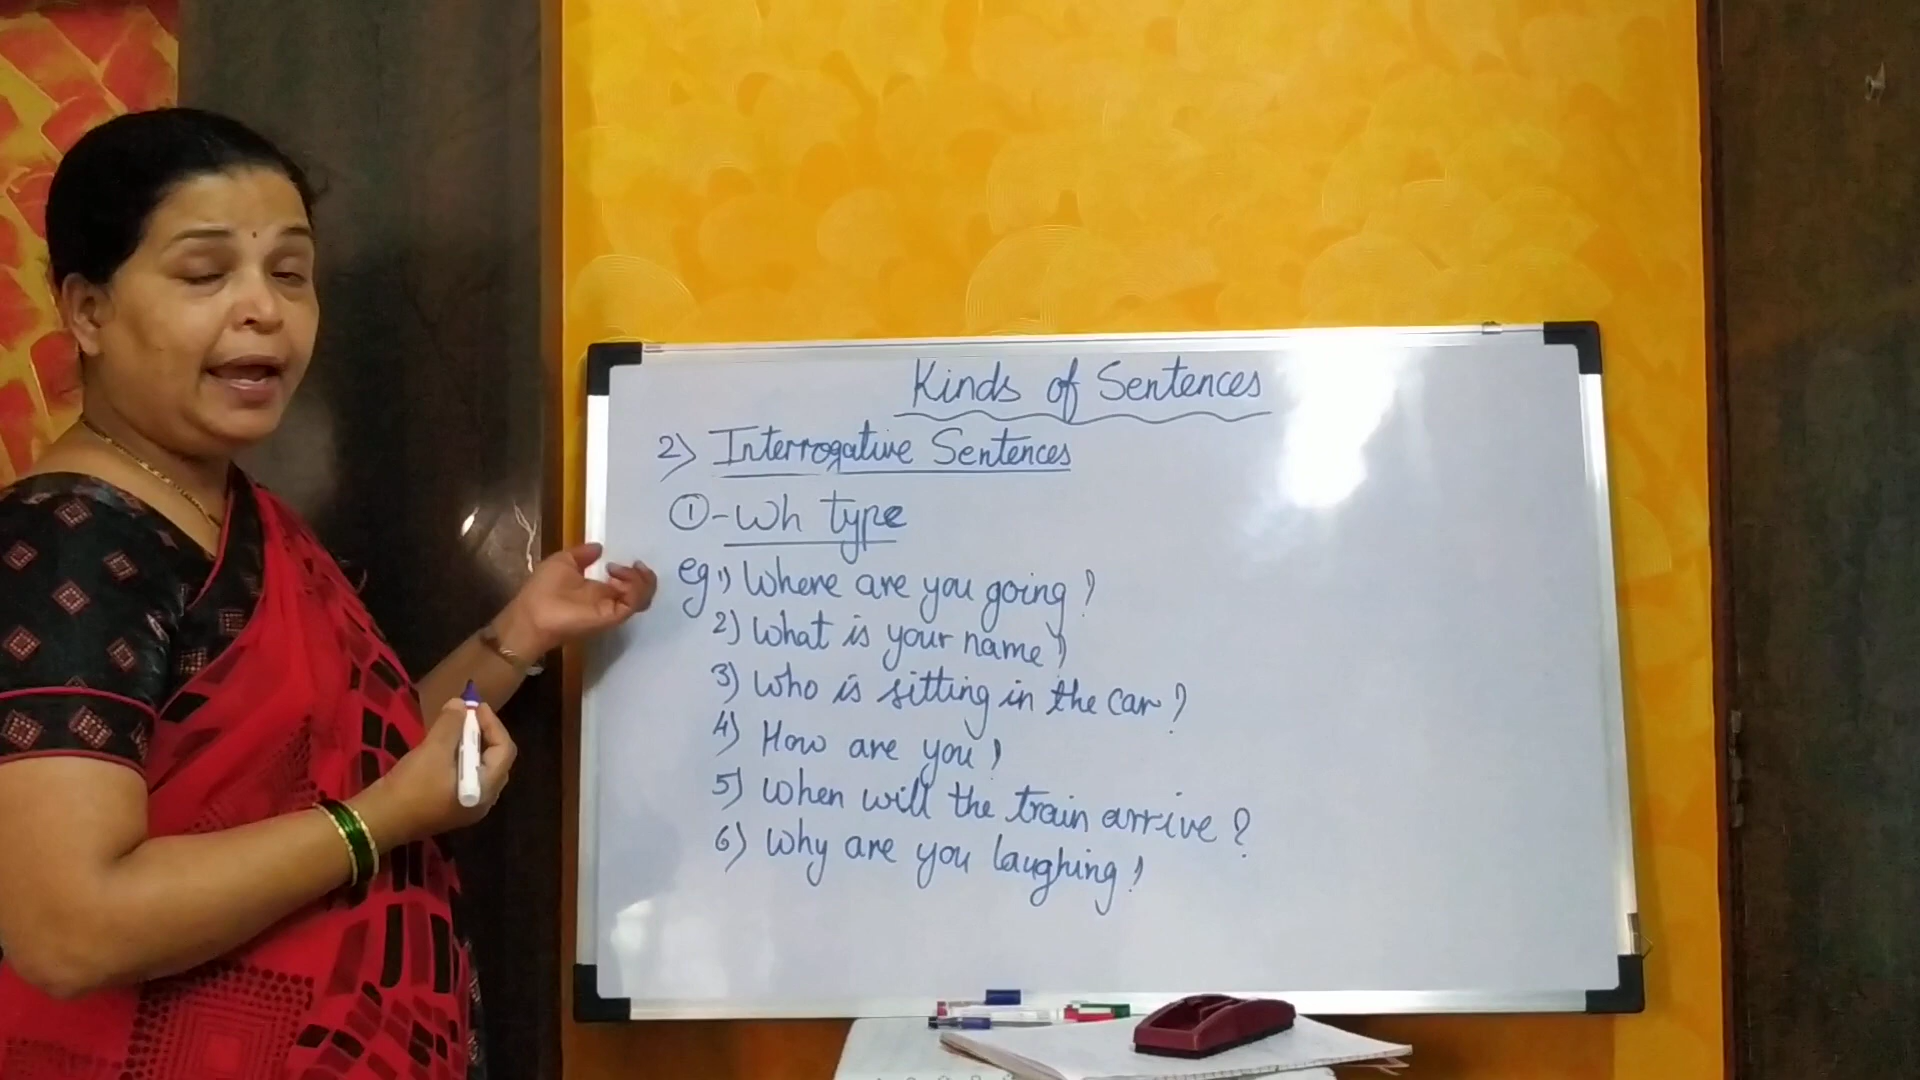 Kinds of Sentences
2) Interrogative Sentences
① - Wh type
eg 1) Where are you going?
2) What is your name?
3) Who is sitting in the car?
4) How are you?
5) When will the train arrive?
6) Why are you laughing?